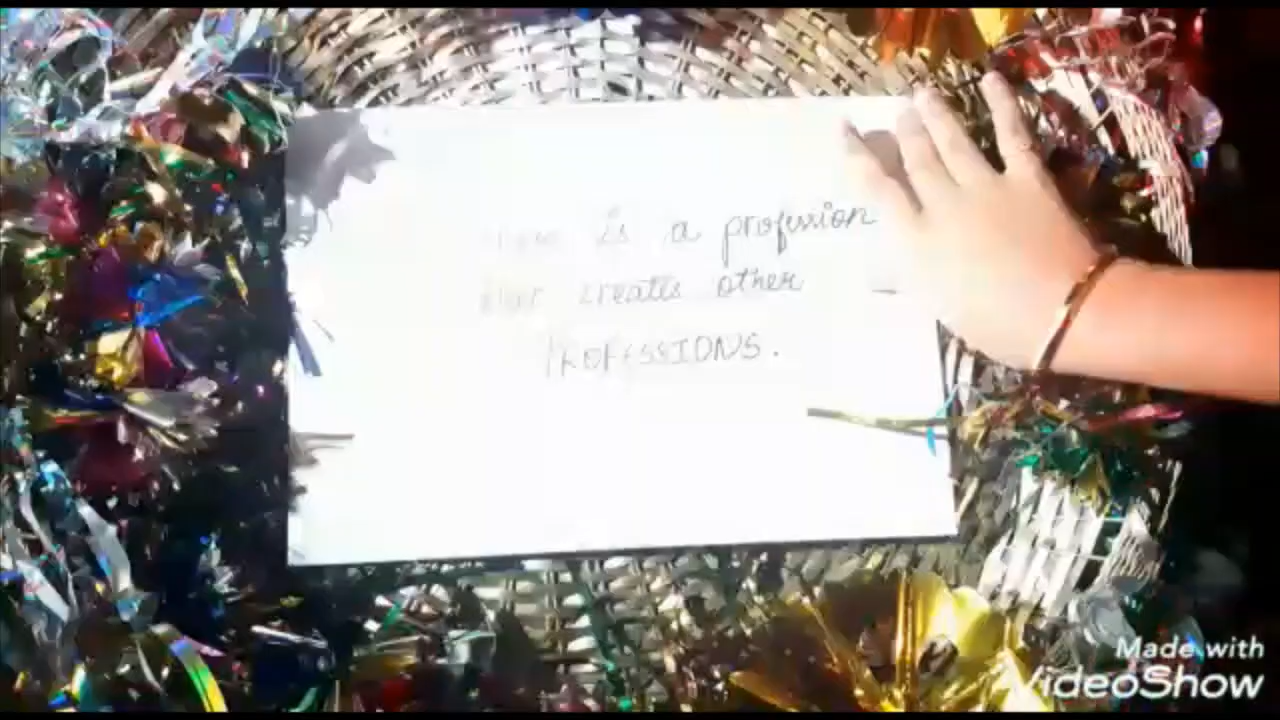 is a profession
creates other
PROFESSIONS.
Made with
VideoShow